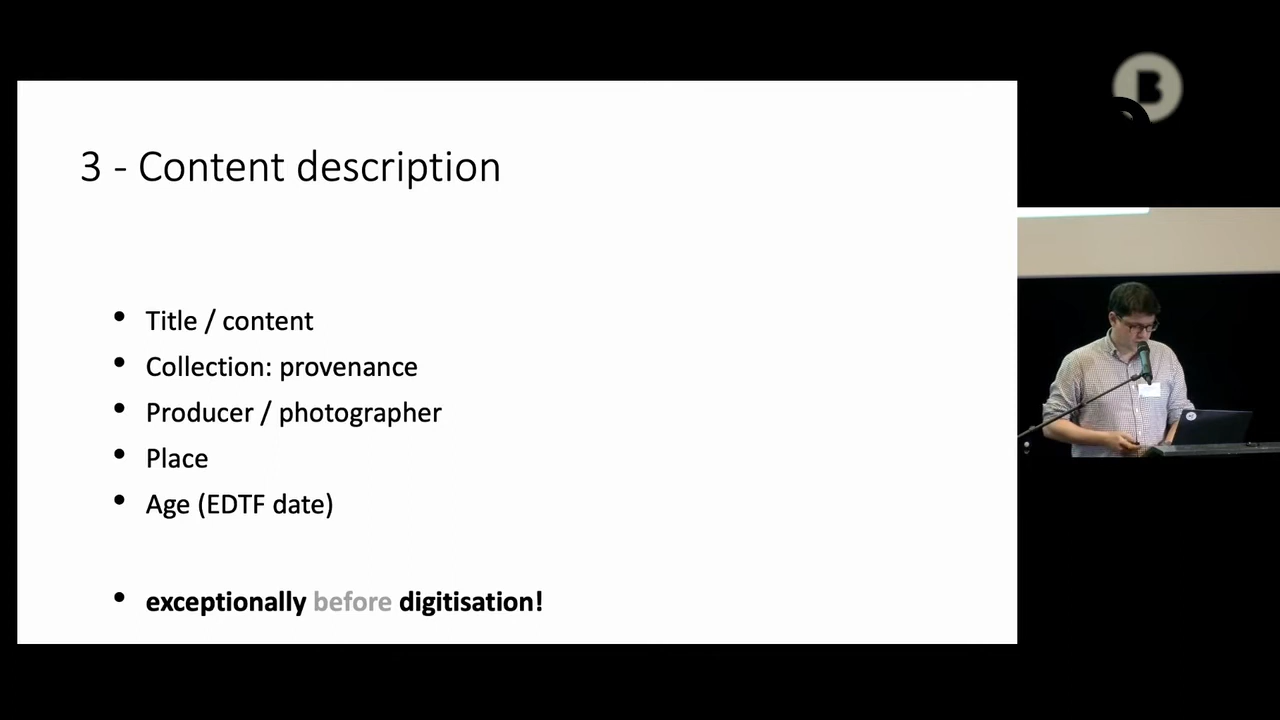 B
3 - Content description
• Title / content
• Collection: provenance
• Producer / photographer
• Place
• Age (EDTF date)
• exceptionally before digitisation!